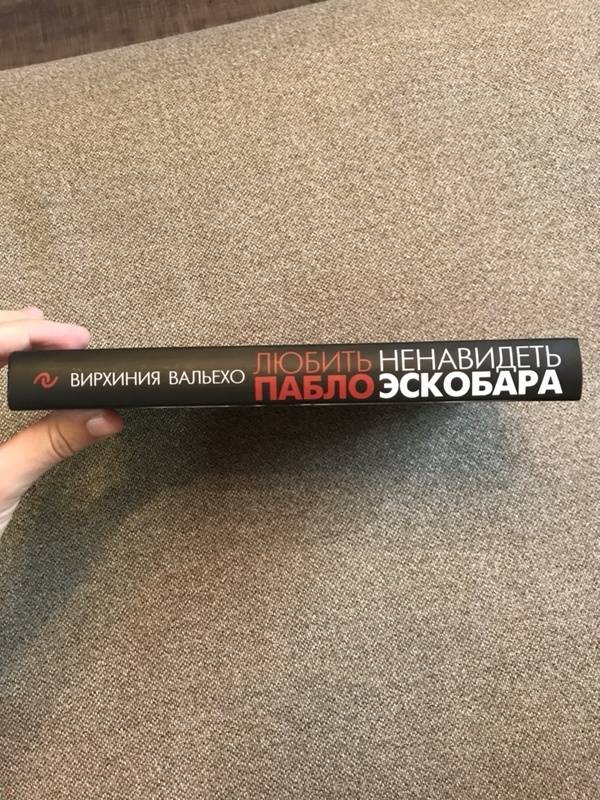 ВИРХИНИЯ ВАЛЬЕХО
ЛЮБИТЬ НЕНАВИДЕТЬ
ПАБЛО ЭСКОБАРА